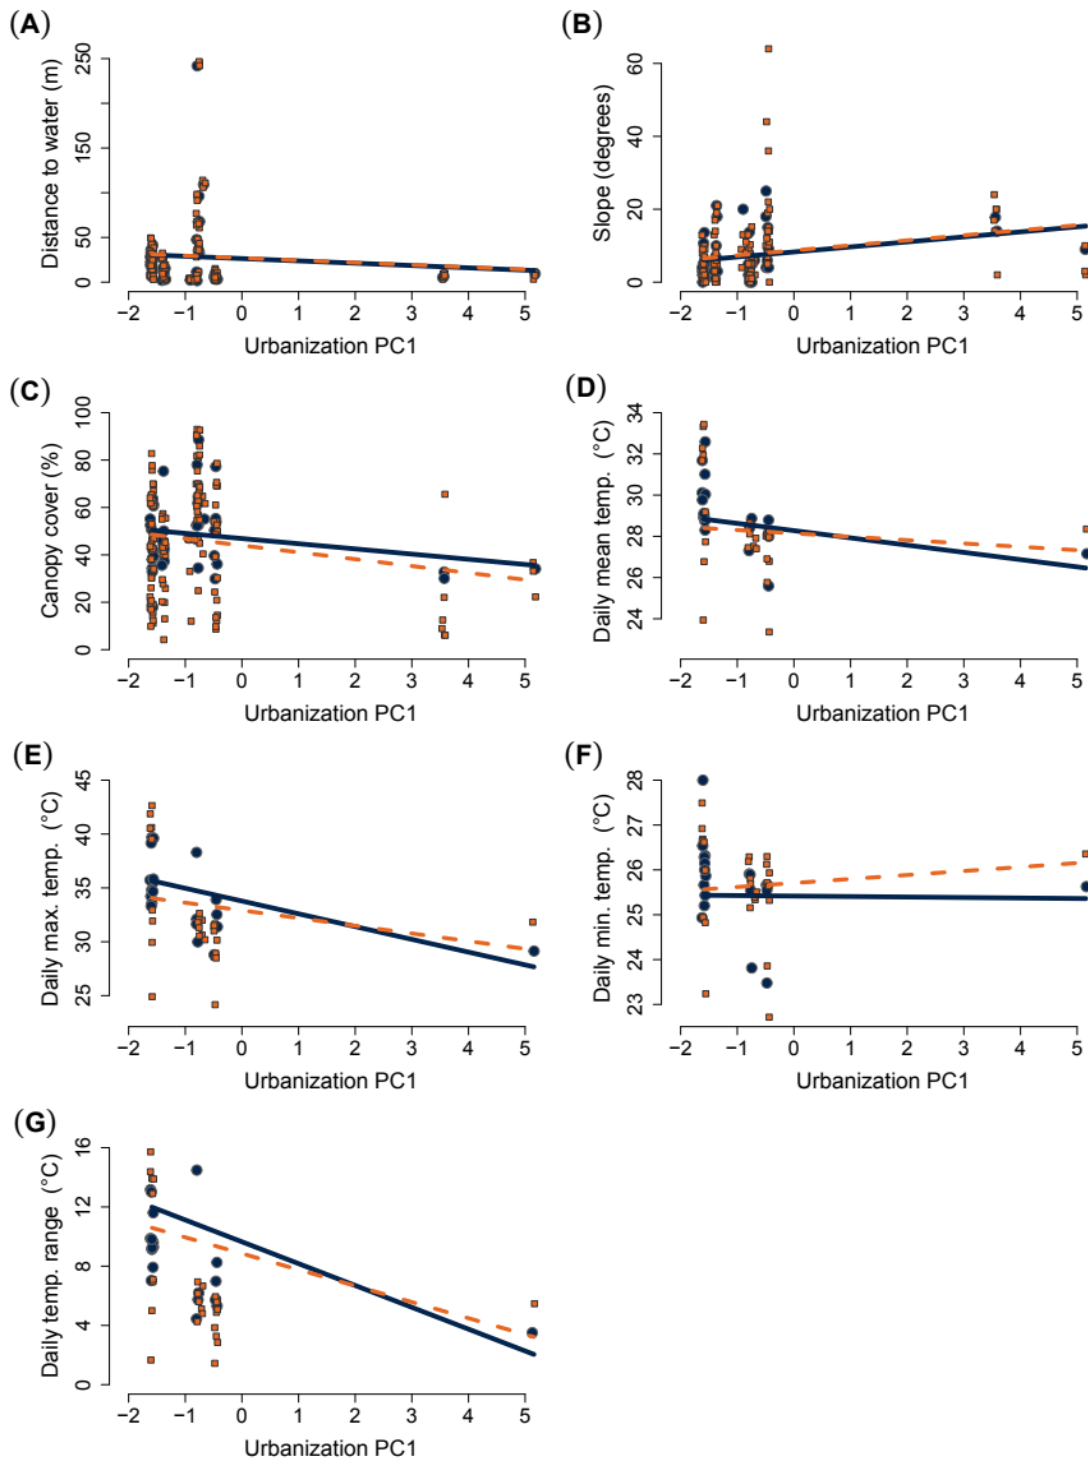 (A)
Distance to water (m)
250
150
50
0
−2 −1 0 1 2 3 4 5
Urbanization PC1
(B)
Slope (degrees)
60
40
20
0
−2 −1 0 1 2 3 4 5
Urbanization PC1
(C)
Canopy cover (%)
100
80
60
40
20
0
−2 −1 0 1 2 3 4 5
Urbanization PC1
(D)
Daily mean temp. (°C)
34
32
30
28
26
24
−2 −1 0 1 2 3 4 5
Urbanization PC1
(E)
Daily max. temp. (°C)
45
40
35
30
25
−2 −1 0 1 2 3 4 5
Urbanization PC1
(F)
Daily min. temp. (°C)
28
27
26
25
24
23
−2 −1 0 1 2 3 4 5
Urbanization PC1
(G)
Daily temp. range (°C)
16
12
8
4
0
−2 −1 0 1 2 3 4 5
Urbanization PC1